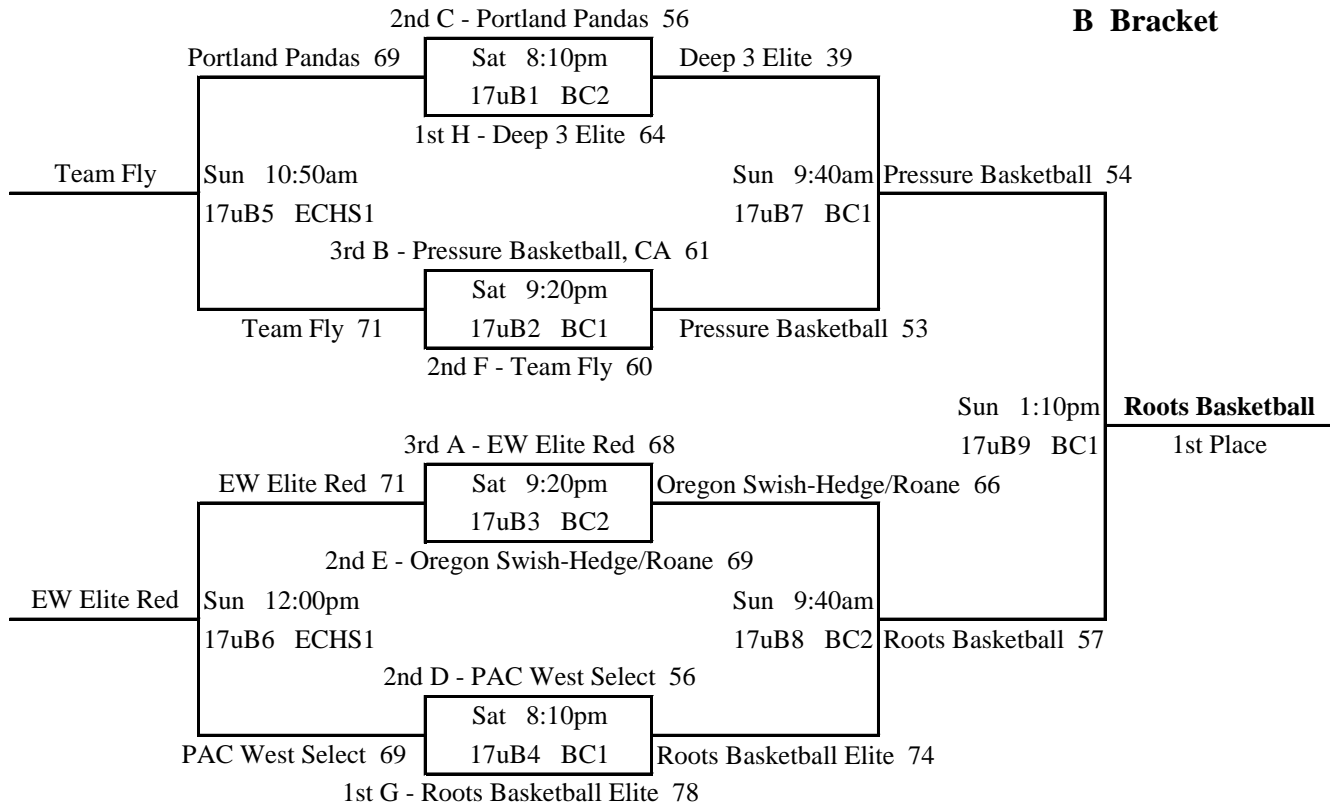 2nd C - Portland Pandas 56
B Bracket
Portland Pandas 69
Sat 8:10pm
Deep 3 Elite 39
17uB1 BC2
1st H - Deep 3 Elite 64
Team Fly
Sun 10:50am
Sun 9:40am
Pressure Basketball 54
17uB5 ECHS1
17uB7 BC1
3rd B - Pressure Basketball, CA 61
Sat 9:20pm
Team Fly 71
17uB2 BC1
Pressure Basketball 53
2nd F - Team Fly 60
Sun 1:10pm
Roots Basketball
17uB9 BC1
1st Place
3rd A - EW Elite Red 68
EW Elite Red 71
Sat 9:20pm
Oregon Swish-Hedge/Roane 66
17uB3 BC2
2nd E - Oregon Swish-Hedge/Roane 69
EW Elite Red
Sun 12:00pm
Sun 9:40am
17uB6 ECHS1
17uB8 BC2
Roots Basketball 57
2nd D - PAC West Select 56
Sat 8:10pm
PAC West Select 69
17uB4 BC1
Roots Basketball Elite 74
1st G - Roots Basketball Elite 78